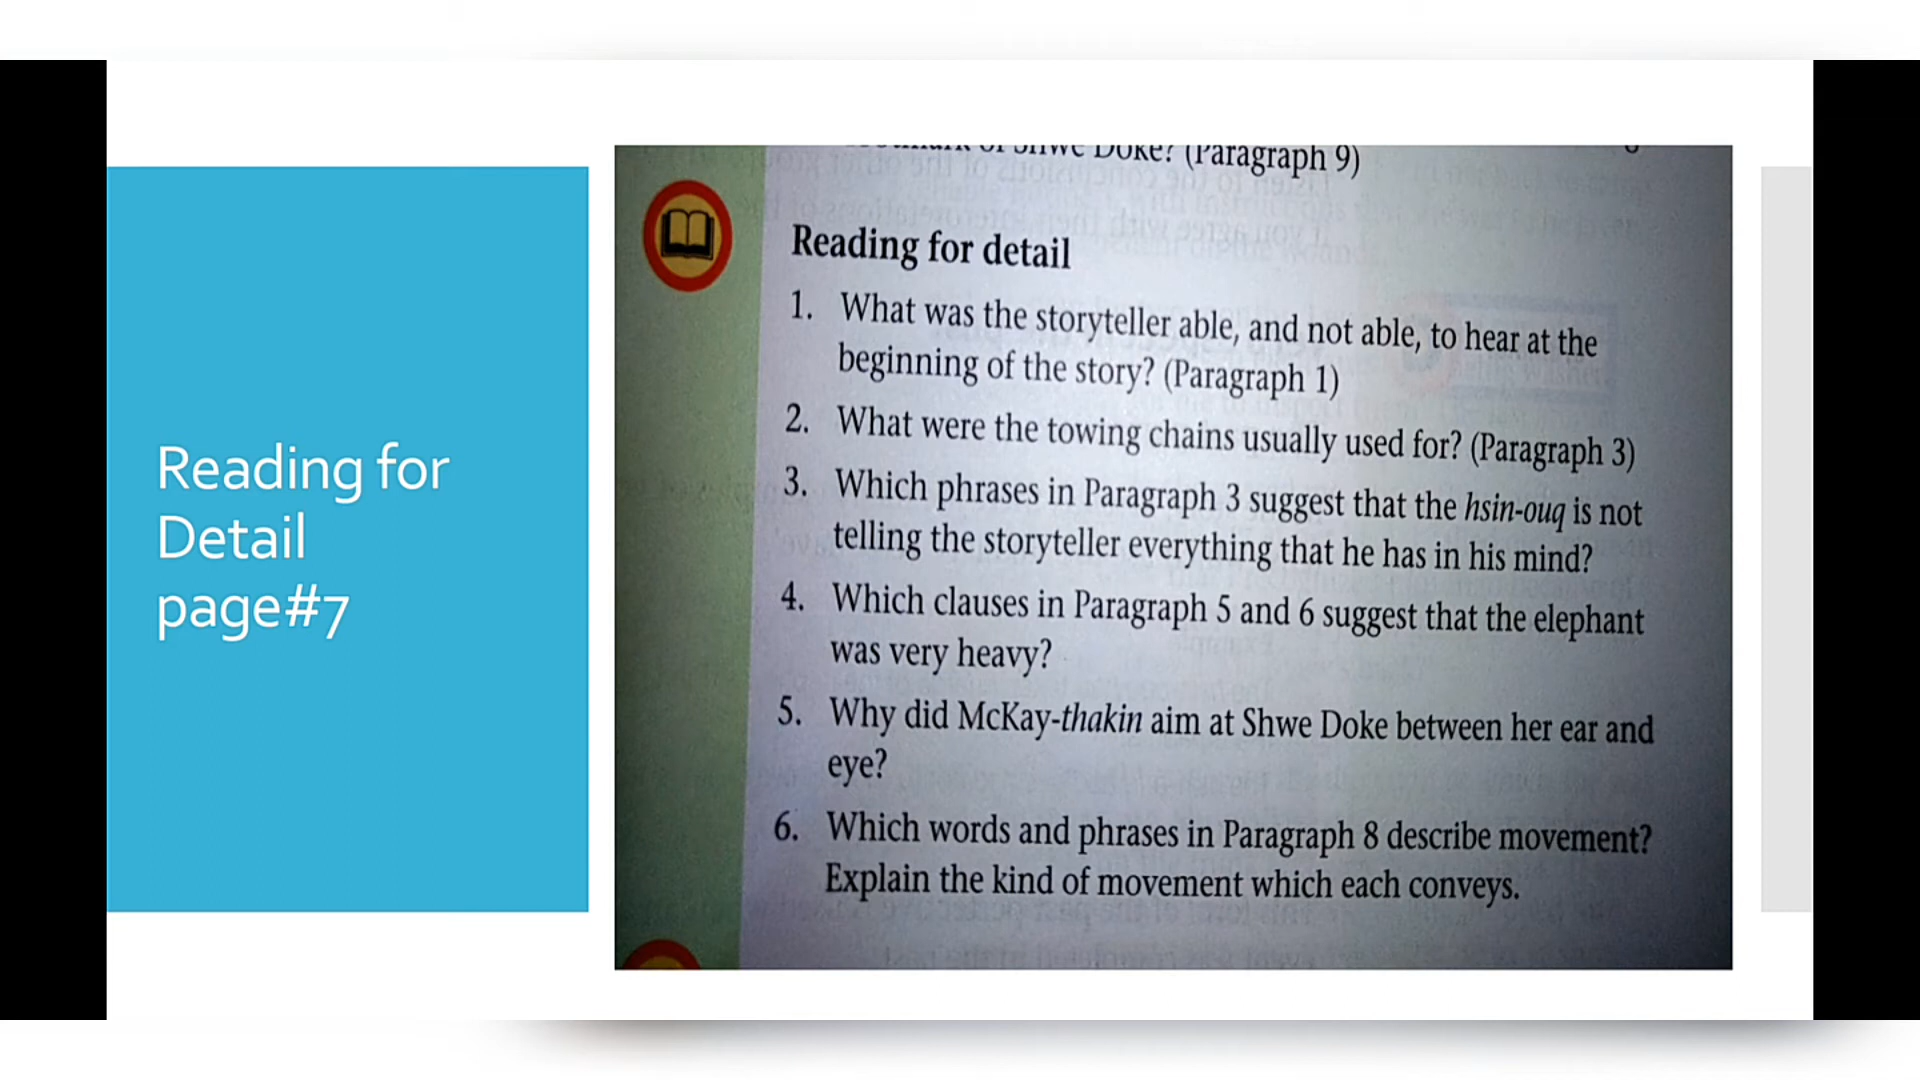 Reading for
Detail
page#7
of Shwe Doke? (Paragraph 9)
Reading for detail
1. What was the storyteller able, and not able, to hear at the
beginning of the story? (Paragraph 1)
2. What were the towing chains usually used for? (Paragraph 3)
3. Which phrases in Paragraph 3 suggest that the hsin-ouq is not
telling the storyteller everything that he has in his mind?
4. Which clauses in Paragraph 5 and 6 suggest that the elephant
was very heavy?
5. Why did McKay-thakin aim at Shwe Doke between her ear and
eye?
6. Which words and phrases in Paragraph 8 describe movement?
Explain the kind of movement which each conveys.